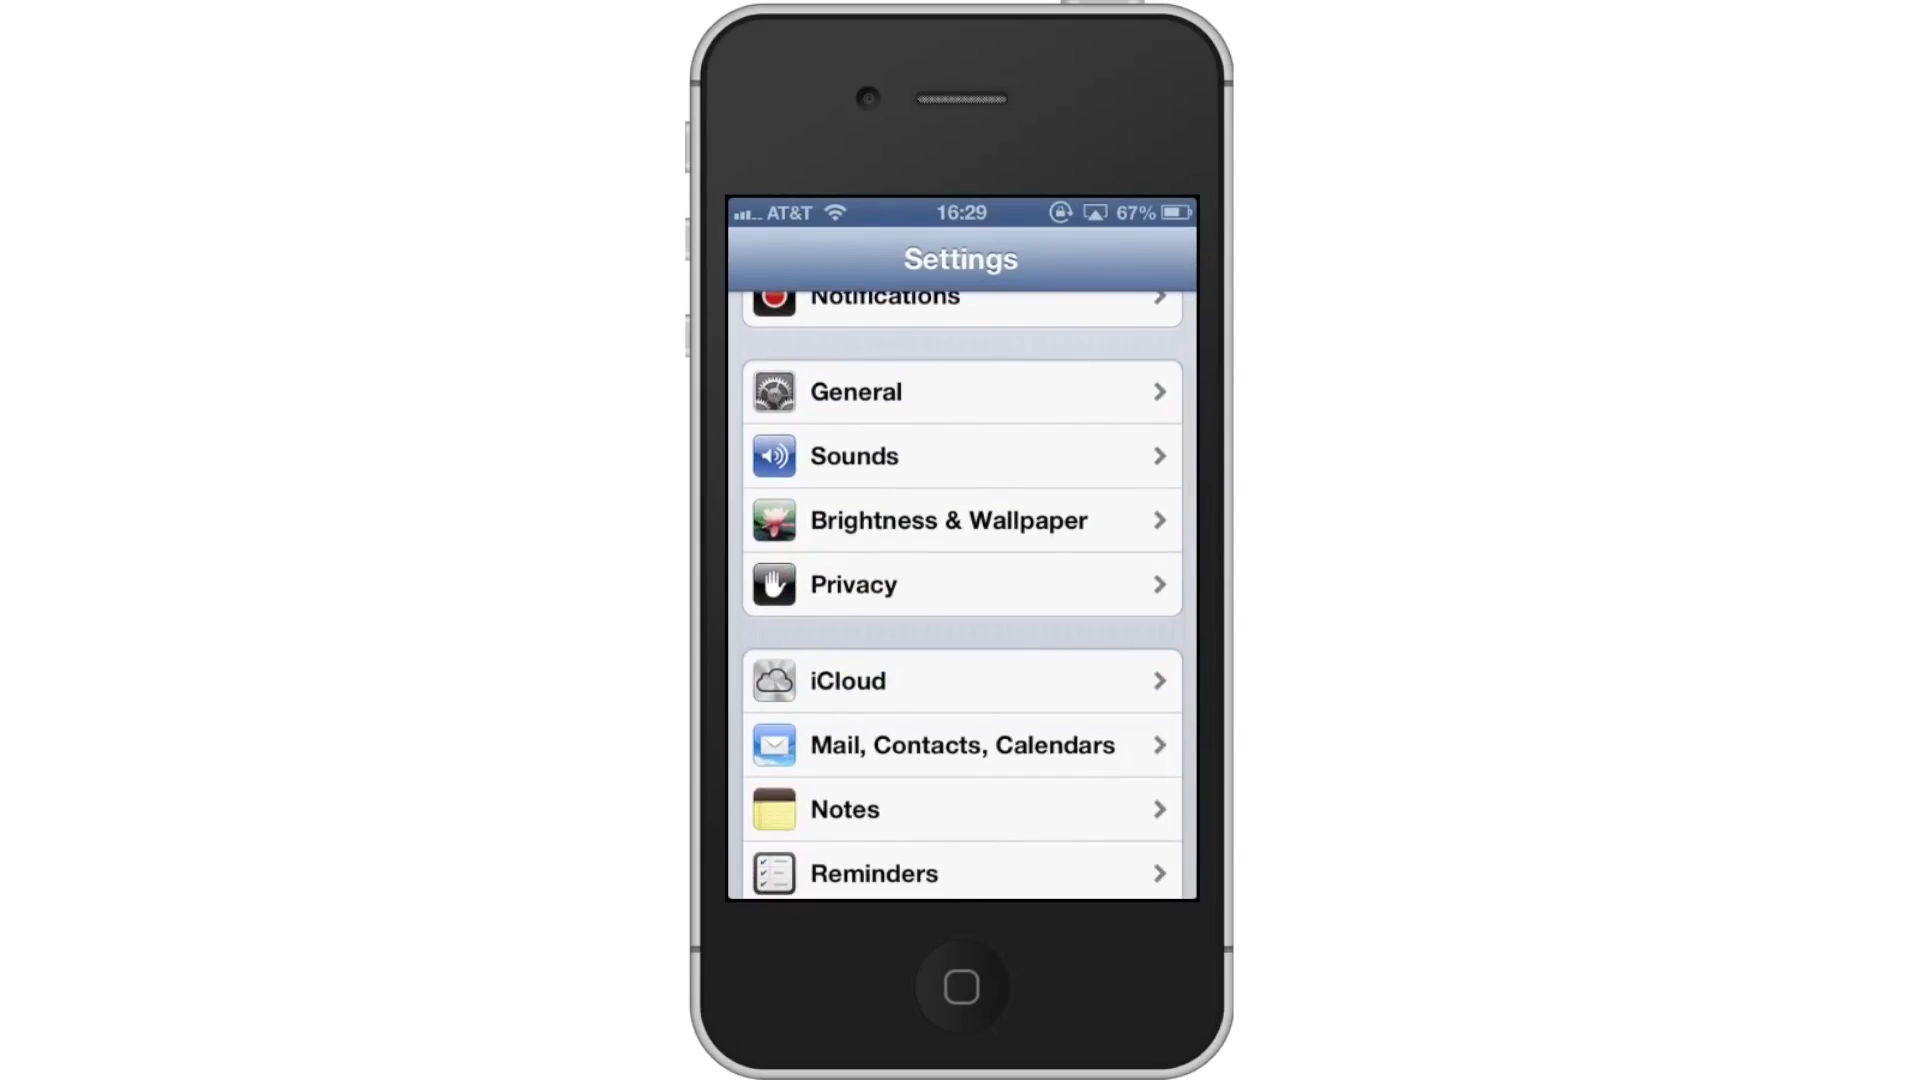 AT&T 16:29 67%
Settings
Notifications
General
Sounds
Brightness & Wallpaper
Privacy
iCloud
Mail, Contacts, Calendars
Notes
Reminders